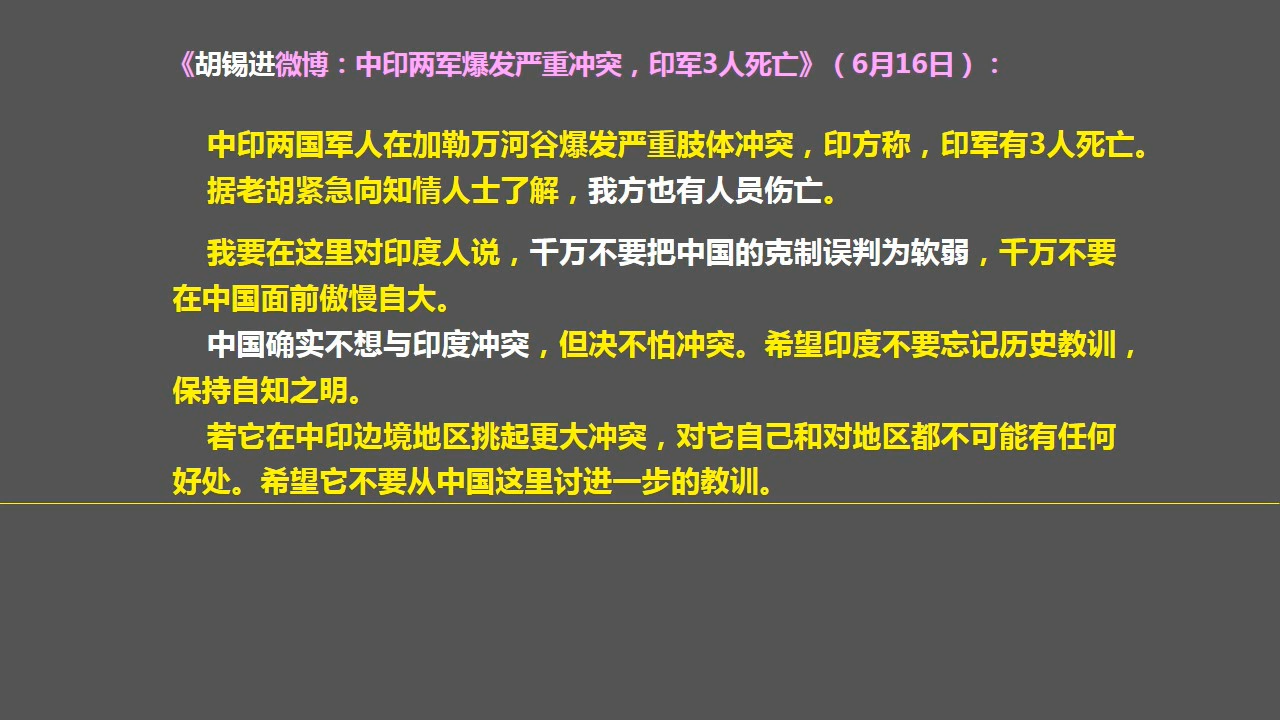 《胡锡进微博：中印两军爆发严重冲突，印军3人死亡》（6月16日）：
中印两国军人在加勒万河谷爆发严重肢体冲突，印方称，印军有3人死亡。
据老胡紧急向知情人士了解，我方也有人员伤亡。
我要在这里对印度人说，千万不要把中国的克制误判为软弱，千万不要
在中国面前傲慢自大。
中国确实不想与印度冲突，但决不怕冲突。希望印度不要忘记历史教训，
保持自知之明。
若它在中印边境地区挑起更大冲突，对它自己和对地区都不可能有任何
好处。希望它不要从中国这里讨进一步的教训。